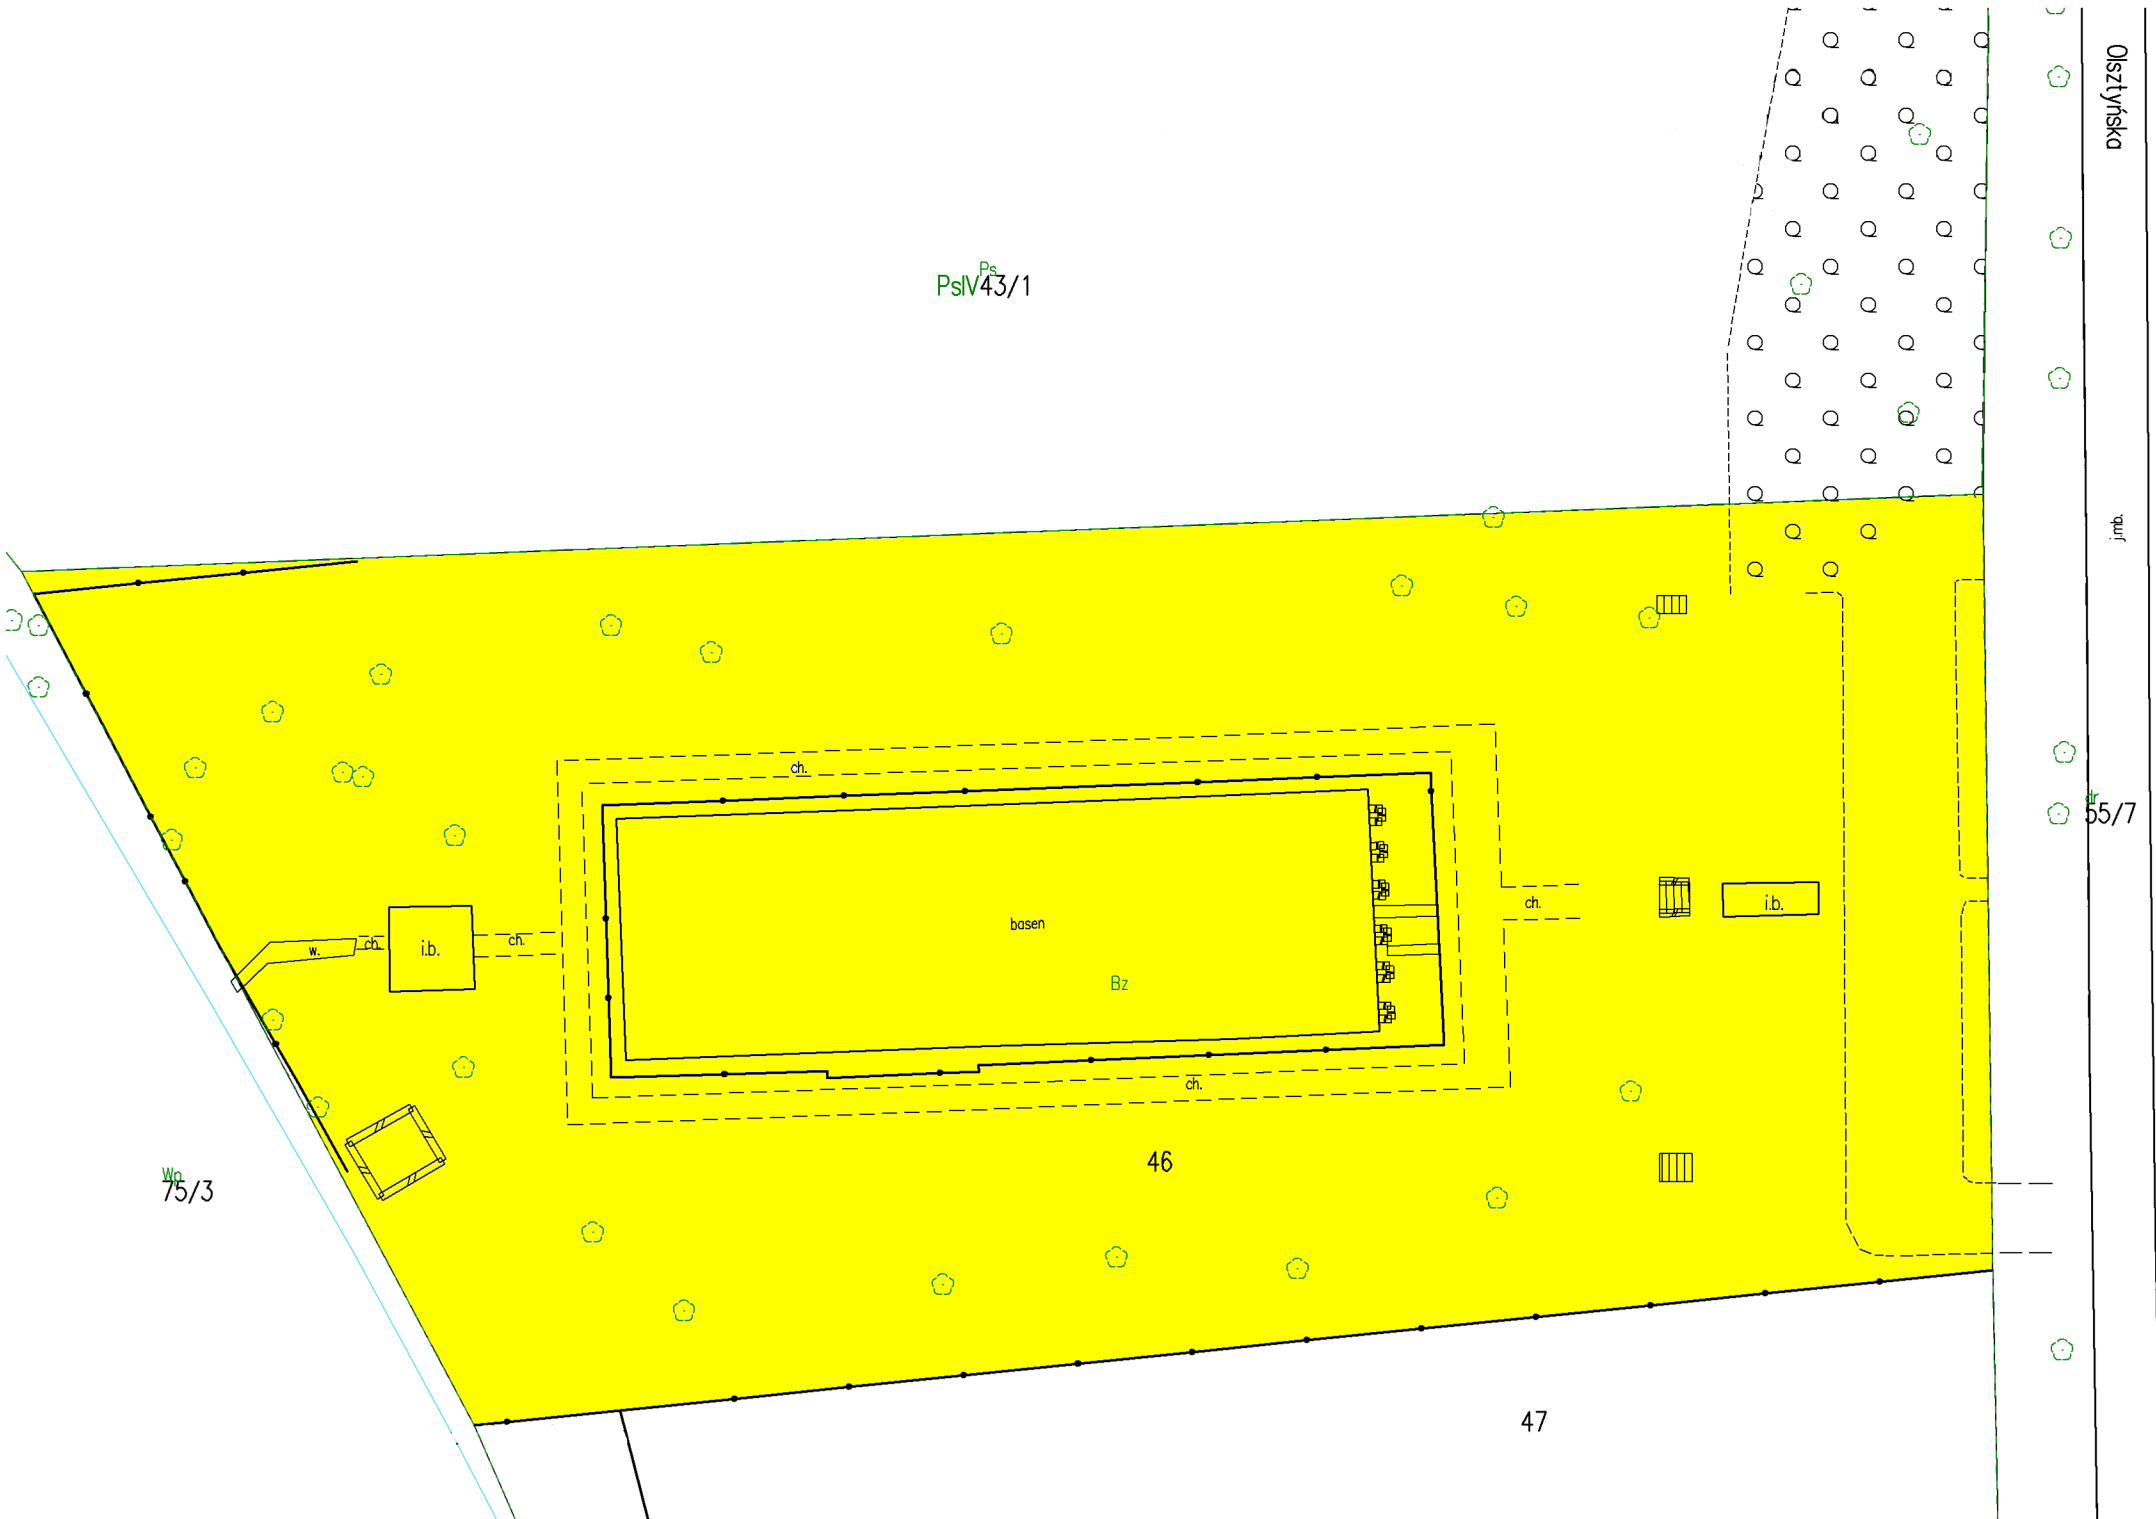 Olsztyńska
Ps
PsIV43/1
j.mb.
ch.
dr
55/7
ch.
i.b.
basen
ch.
ch.
i.b.
w.
Bz
ch.
46
Wp
75/3
47